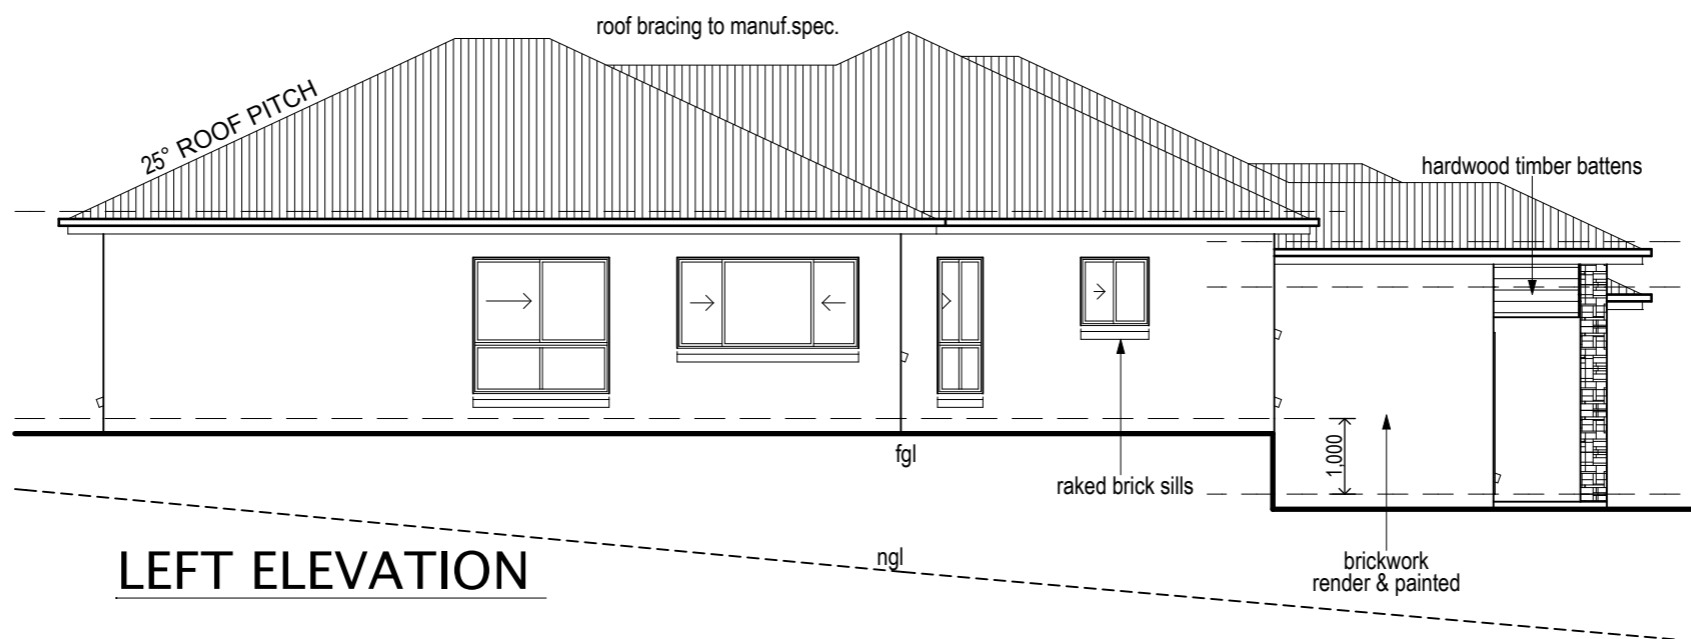 roof bracing to manuf.spec.
25° ROOF PITCH
hardwood timber battens
fgl
1,000
raked brick sills
ngl
brickwork
render & painted
LEFT ELEVATION